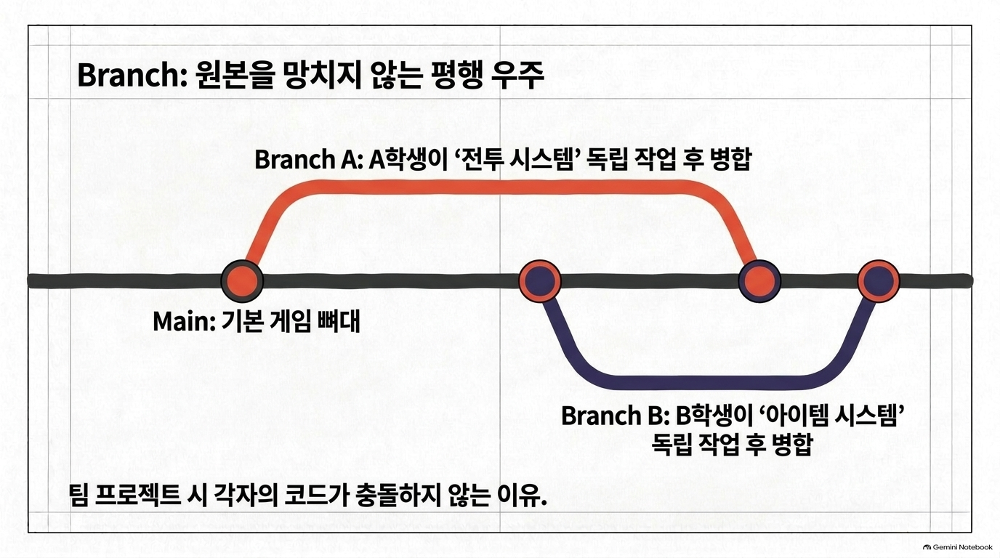 Branch: 원본을 망치지 않는 평행 우주
Branch A: A학생이 ‘전투 시스템’ 독립 작업 후 병합
Main: 기본 게임 뼈대
Branch B: B학생이 ‘아이템 시스템’
독립 작업 후 병합
팀 프로젝트 시 각자의 코드가 충돌하지 않는 이유.
Gemini Notebook